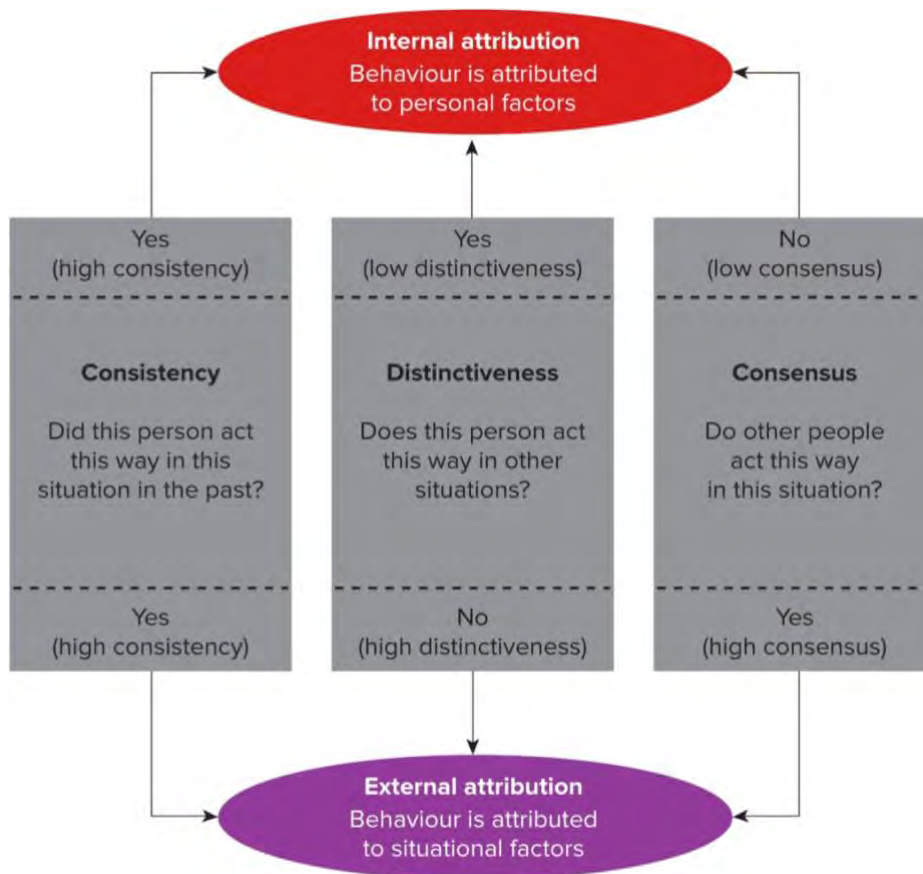 Internal attribution
Behaviour is attributed
to personal factors
Yes
(high consistency)
Yes
(low distinctiveness)
No
(low consensus)
Consistency
Did this person act
this way in this
situation in the past?
Distinctiveness
Does this person act
this way in other
situations?
Consensus
Do other people
act this way
in this situation?
Yes
(high consistency)
No
(high distinctiveness)
Yes
(high consensus)
External attribution
Behaviour is attributed
to situational factors